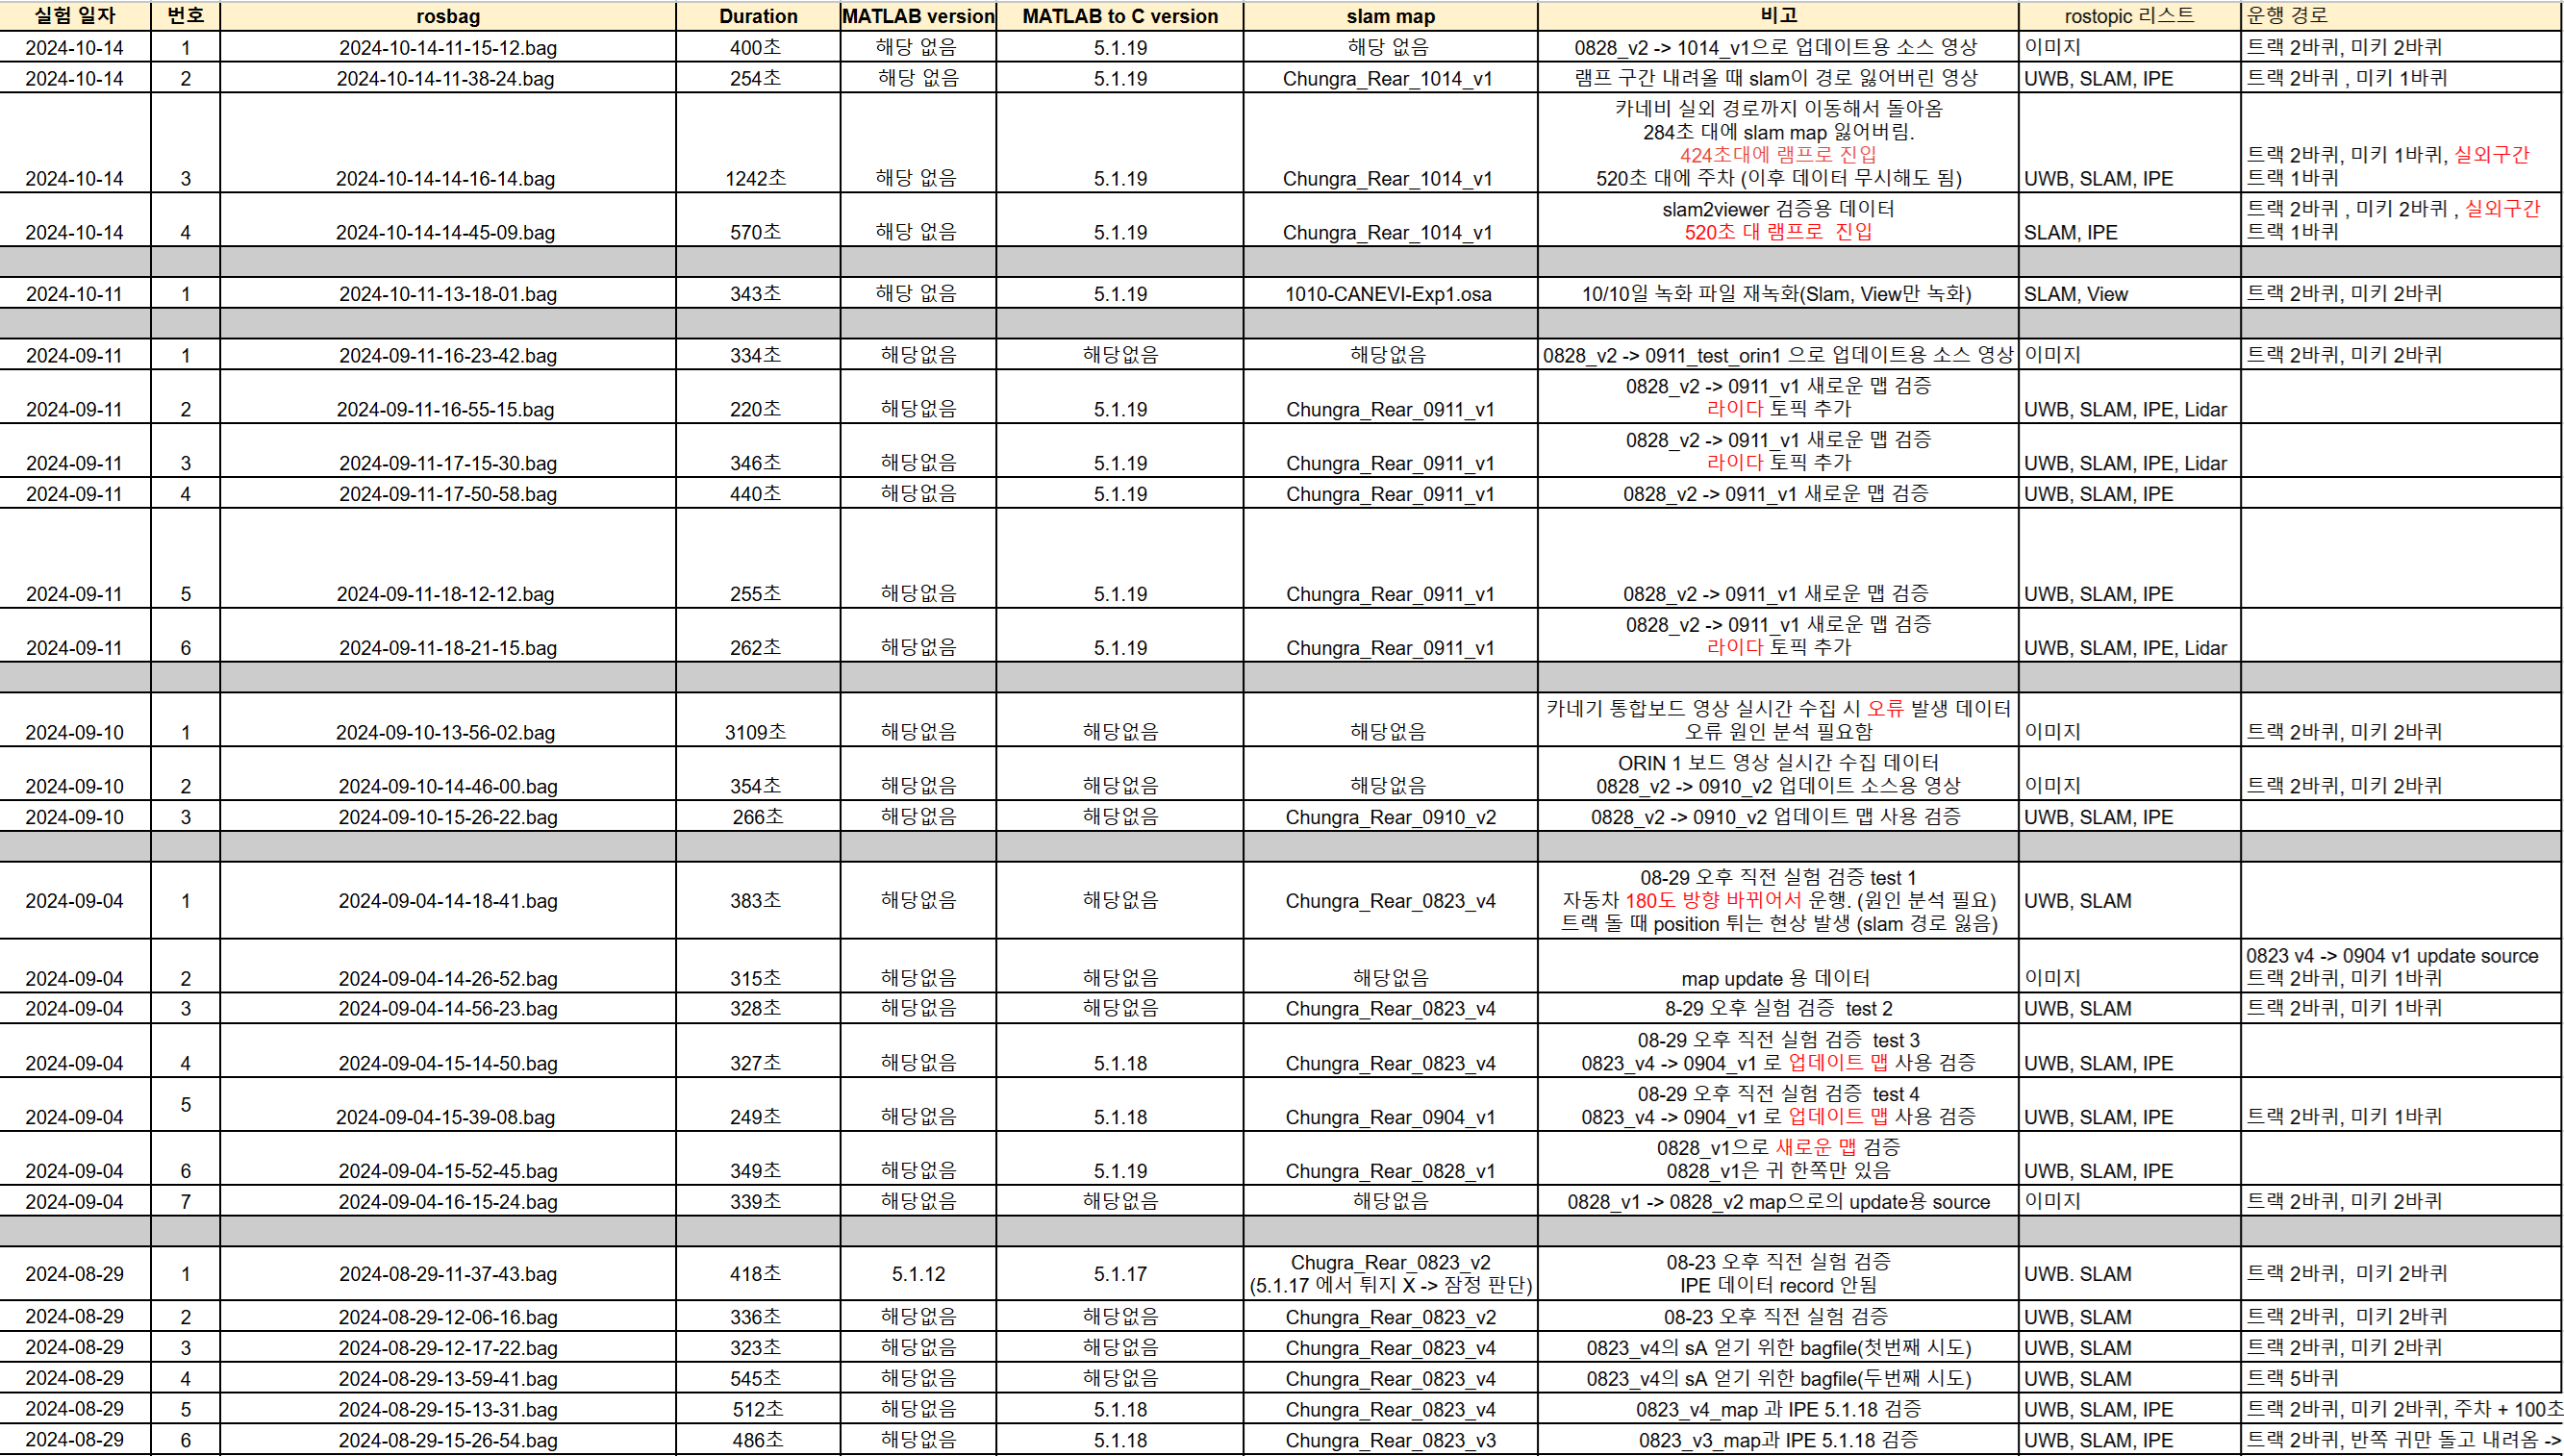 실험 일자 번호 rosbag Duration MATLAB version MATLAB to C version slam map 비고 rostopic 리스트 운행 경로
2024-10-14 1 2024-10-14-11-15-12.bag 400초 해당 없음 5.1.19 해당 없음 0828_v2 -> 1014_v1으로 업데이트용 소스 영상 이미지 트랙 2바퀴, 미키 2바퀴
2024-10-14 2 2024-10-14-11-38-24.bag 254초 해당 없음 5.1.19 Chungra_Rear_1014_v1 램프 구간 내려올 때 slam이 경로 잃어버린 영상 UWB, SLAM, IPE 트랙 2바퀴 , 미키 1바퀴
카네비 실외 경로까지 이동해서 돌아옴
284초 대에 slam map 잃어버림.
424초대에 램프로 진입 트랙 2바퀴, 미키 1바퀴, 실외구간
2024-10-14 3 2024-10-14-14-16-14.bag 1242초 해당 없음 5.1.19 Chungra_Rear_1014_v1 520초 대에 주차 (이후 데이터 무시해도 됨) UWB, SLAM, IPE 트랙 1바퀴
slam2viewer 검증용 데이터 트랙 2바퀴 , 미키 2바퀴 , 실외구간
2024-10-14 4 2024-10-14-14-45-09.bag 570초 해당 없음 5.1.19 Chungra_Rear_1014_v1 520초 대 램프로 진입 SLAM, IPE 트랙 1바퀴
2024-10-11 1 2024-10-11-13-18-01.bag 343초 해당 없음 5.1.19 1010-CANEVI-Exp1.osa 10/10일 녹화 파일 재녹화(Slam, View만 녹화) SLAM, View 트랙 2바퀴, 미키 2바퀴
2024-09-11 1 2024-09-11-16-23-42.bag 334초 해당없음 해당없음 해당없음 0828_v2 -> 0911_test_orin1 으로 업데이트용 소스 영상 이미지 트랙 2바퀴, 미키 2바퀴
0828_v2 -> 0911_v1 새로운 맵 검증
2024-09-11 2 2024-09-11-16-55-15.bag 220초 해당없음 5.1.19 Chungra_Rear_0911_v1 라이다 토픽 추가 UWB, SLAM, IPE, Lidar
0828_v2 -> 0911_v1 새로운 맵 검증
2024-09-11 3 2024-09-11-17-15-30.bag 346초 해당없음 5.1.19 Chungra_Rear_0911_v1 라이다 토픽 추가 UWB, SLAM, IPE, Lidar
2024-09-11 4 2024-09-11-17-50-58.bag 440초 해당없음 5.1.19 Chungra_Rear_0911_v1 0828_v2 -> 0911_v1 새로운 맵 검증 UWB, SLAM, IPE
2024-09-11 5 2024-09-11-18-12-12.bag 255초 해당없음 5.1.19 Chungra_Rear_0911_v1 0828_v2 -> 0911_v1 새로운 맵 검증 UWB, SLAM, IPE
0828_v2 -> 0911_v1 새로운 맵 검증
2024-09-11 6 2024-09-11-18-21-15.bag 262초 해당없음 5.1.19 Chungra_Rear_0911_v1 라이다 토픽 추가 UWB, SLAM, IPE, Lidar
카네기 통합보드 영상 실시간 수집 시 오류 발생 데이터
2024-09-10 1 2024-09-10-13-56-02.bag 3109초 해당없음 해당없음 해당없음 오류 원인 분석 필요함 이미지 트랙 2바퀴, 미키 2바퀴
ORIN 1 보드 영상 실시간 수집 데이터
2024-09-10 2 2024-09-10-14-46-00.bag 354초 해당없음 해당없음 해당없음 0828_v2 -> 0910_v2 업데이트 소스용 영상 이미지 트랙 2바퀴, 미키 2바퀴
2024-09-10 3 2024-09-10-15-26-22.bag 266초 해당없음 해당없음 Chungra_Rear_0910_v2 0828_v2 -> 0910_v2 업데이트 맵 사용 검증 UWB, SLAM, IPE
08-29 오후 직전 실험 검증 test 1
2024-09-04 1 2024-09-04-14-18-41.bag 383초 해당없음 해당없음 Chungra_Rear_0823_v4 자동차 180도 방향 바뀌어서 운행. (원인 분석 필요) UWB, SLAM
트랙 돌 때 position 튀는 현상 발생 (slam 경로 잃음)
0823 v4 -> 0904 v1 update source
2024-09-04 2 2024-09-04-14-26-52.bag 315초 해당없음 해당없음 해당없음 map update 용 데이터 이미지 트랙 2바퀴, 미키 1바퀴
2024-09-04 3 2024-09-04-14-56-23.bag 328초 해당없음 해당없음 Chungra_Rear_0823_v4 8-29 오후 실험 검증 test 2 UWB, SLAM 트랙 2바퀴, 미키 1바퀴
08-29 오후 직전 실험 검증 test 3
2024-09-04 4 2024-09-04-15-14-50.bag 327초 해당없음 5.1.18 Chungra_Rear_0823_v4 0823_v4 -> 0904_v1 로 업데이트 맵 사용 검증 UWB, SLAM, IPE
08-29 오후 직전 실험 검증 test 4
2024-09-04 5 2024-09-04-15-39-08.bag 249초 해당없음 5.1.18 Chungra_Rear_0904_v1 0823_v4 -> 0904_v1 로 업데이트 맵 사용 검증 UWB, SLAM, IPE 트랙 2바퀴, 미키 1바퀴
0828_v1으로 새로운 맵 검증
2024-09-04 6 2024-09-04-15-52-45.bag 349초 해당없음 5.1.19 Chungra_Rear_0828_v1 0828_v1은 귀 한쪽만 있음 UWB, SLAM, IPE
2024-09-04 7 2024-09-04-16-15-24.bag 339초 해당없음 해당없음 해당없음 0828_v1 -> 0828_v2 map으로의 update용 source 이미지 트랙 2바퀴, 미키 2바퀴
Chugra_Rear_0823_v2 08-23 오후 직전 실험 검증
2024-08-29 1 2024-08-29-11-37-43.bag 418초 5.1.12 5.1.17 (5.1.17 에서 튀지 X -> 잠정 판단) IPE 데이터 record 안됨 UWB. SLAM 트랙 2바퀴, 미키 2바퀴
2024-08-29 2 2024-08-29-12-06-16.bag 336초 해당없음 해당없음 Chungra_Rear_0823_v2 08-23 오후 직전 실험 검증 UWB, SLAM 트랙 2바퀴, 미키 2바퀴
2024-08-29 3 2024-08-29-12-17-22.bag 323초 해당없음 해당없음 Chungra_Rear_0823_v4 0823_v4의 sA 얻기 위한 bagfile(첫번째 시도) UWB, SLAM 트랙 2바퀴, 미키 2바퀴
2024-08-29 4 2024-08-29-13-59-41.bag 545초 해당없음 해당없음 Chungra_Rear_0823_v4 0823_v4의 sA 얻기 위한 bagfile(두번째 시도) UWB, SLAM 트랙 5바퀴
2024-08-29 5 2024-08-29-15-13-31.bag 512초 해당없음 5.1.18 Chungra_Rear_0823_v4 0823_v4_map 과 IPE 5.1.18 검증 UWB, SLAM, IPE 트랙 2바퀴, 미키 2바퀴, 주차 + 100초
2024-08-29 6 2024-08-29-15-26-54.bag 486초 해당없음 5.1.18 Chungra_Rear_0823_v3 0823_v3_map과 IPE 5.1.18 검증 UWB, SLAM, IPE 트랙 2바퀴, 반쪽 귀만 돌고 내려옴 ->